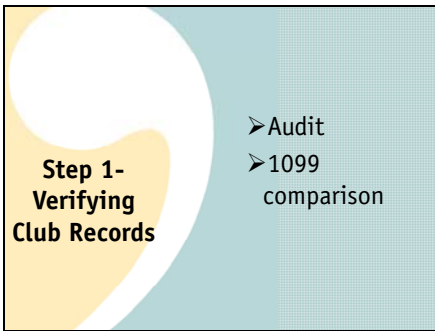 Step 1-
Verifying
Club Records
➢Audit
➢1099
comparison